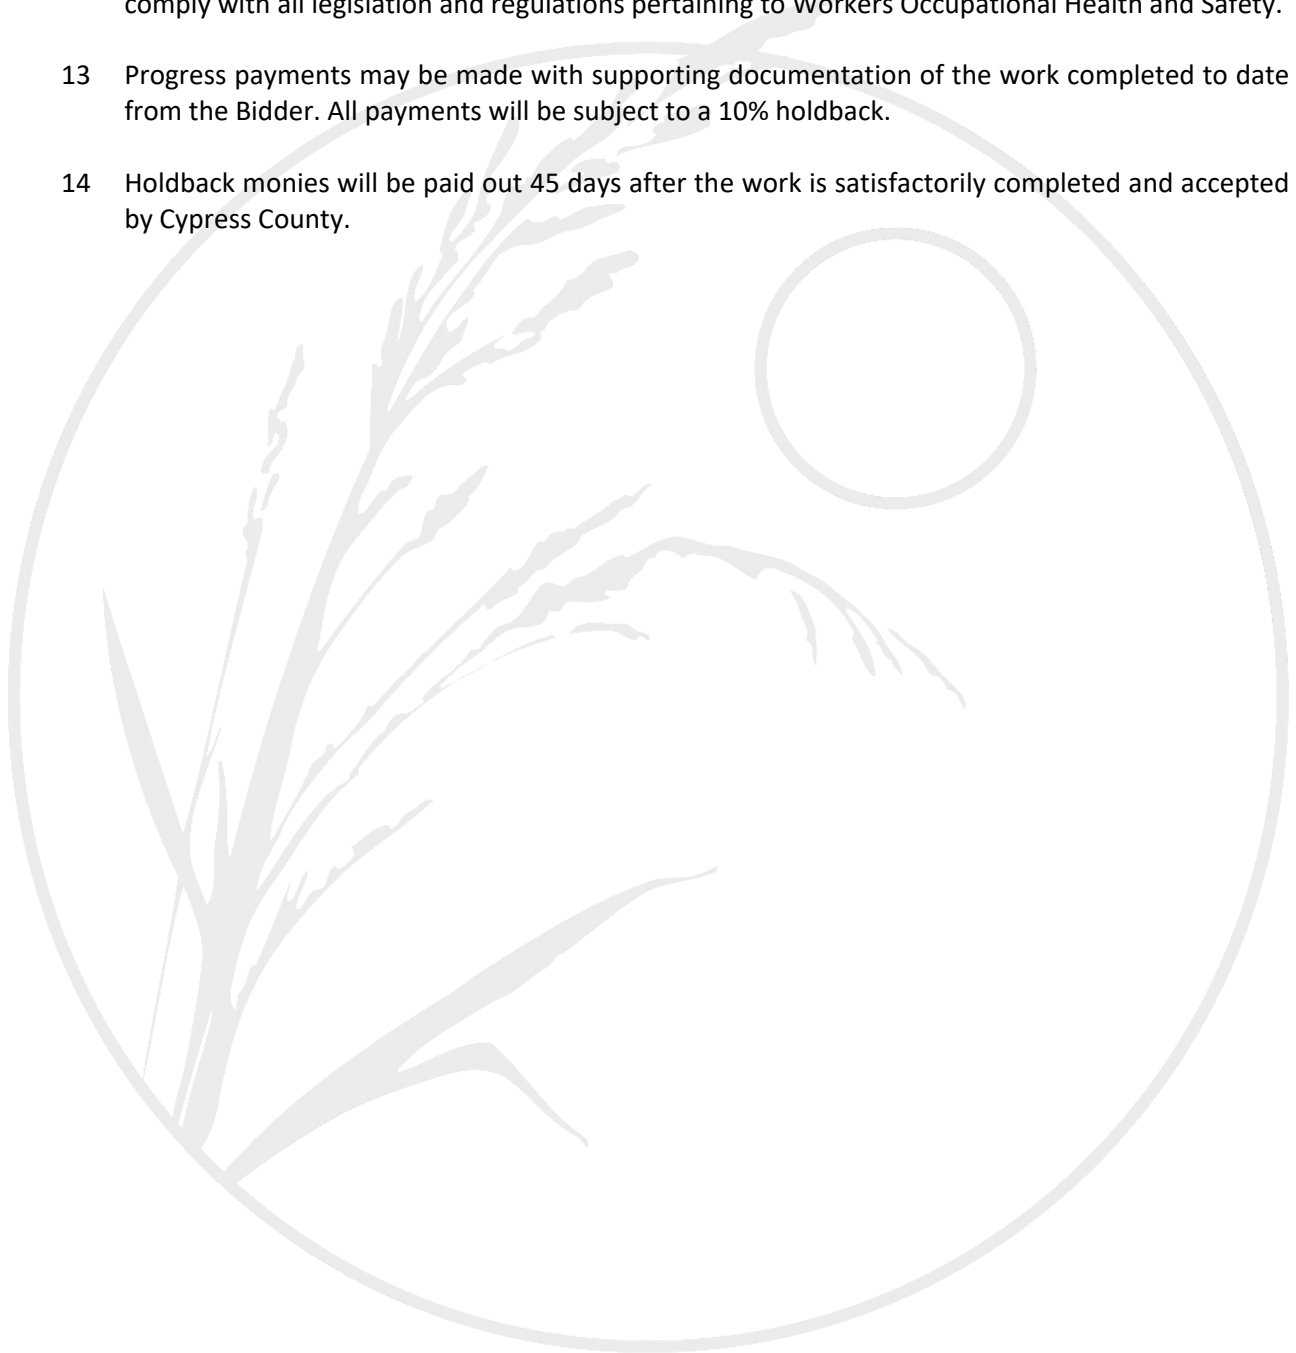 comply with all legislation and regulations pertaining to Workers Occupational Health and Safety.
13 Progress payments may be made with supporting documentation of the work completed to date
from the Bidder. All payments will be subject to a 10% holdback.
14 Holdback monies will be paid out 45 days after the work is satisfactorily completed and accepted
by Cypress County.